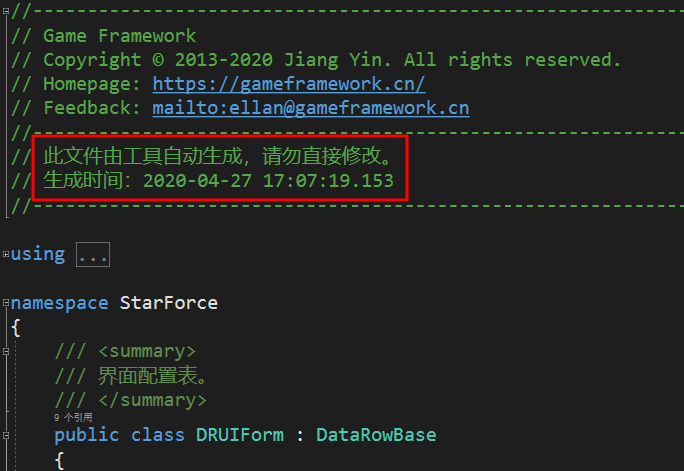 //------------------------------------------------------------
// Game Framework
// Copyright © 2013-2020 Jiang Yin. All rights reserved.
// Homepage: https://gameframework.cn/
// Feedback: mailto:ellan@gameframework.cn
//------------------------------------------------------------
// 此文件由工具自动生成，请勿直接修改。
// 生成时间：2020-04-27 17:07:19.153
//------------------------------------------------------------
using ...
namespace StarForce
{
/// <summary>
/// 界面配置表。
/// </summary>
9 个引用
public class DRUIForm : DataRowBase
{